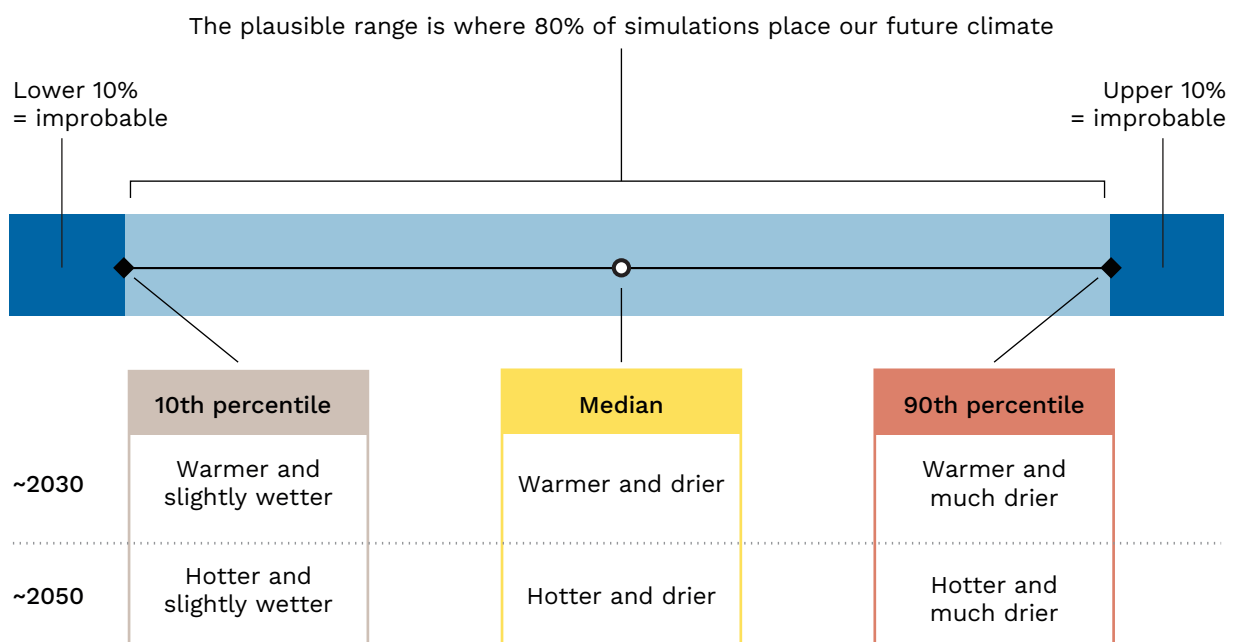 The plausible range is where 80% of simulations place our future climate
Lower 10%
= improbable
Upper 10%
= improbable
10th percentile
Median
90th percentile
~2030
Warmer and
slightly wetter
Warmer and drier
Warmer and
much drier
~2050
Hotter and
slightly wetter
Hotter and drier
Hotter and
much drier